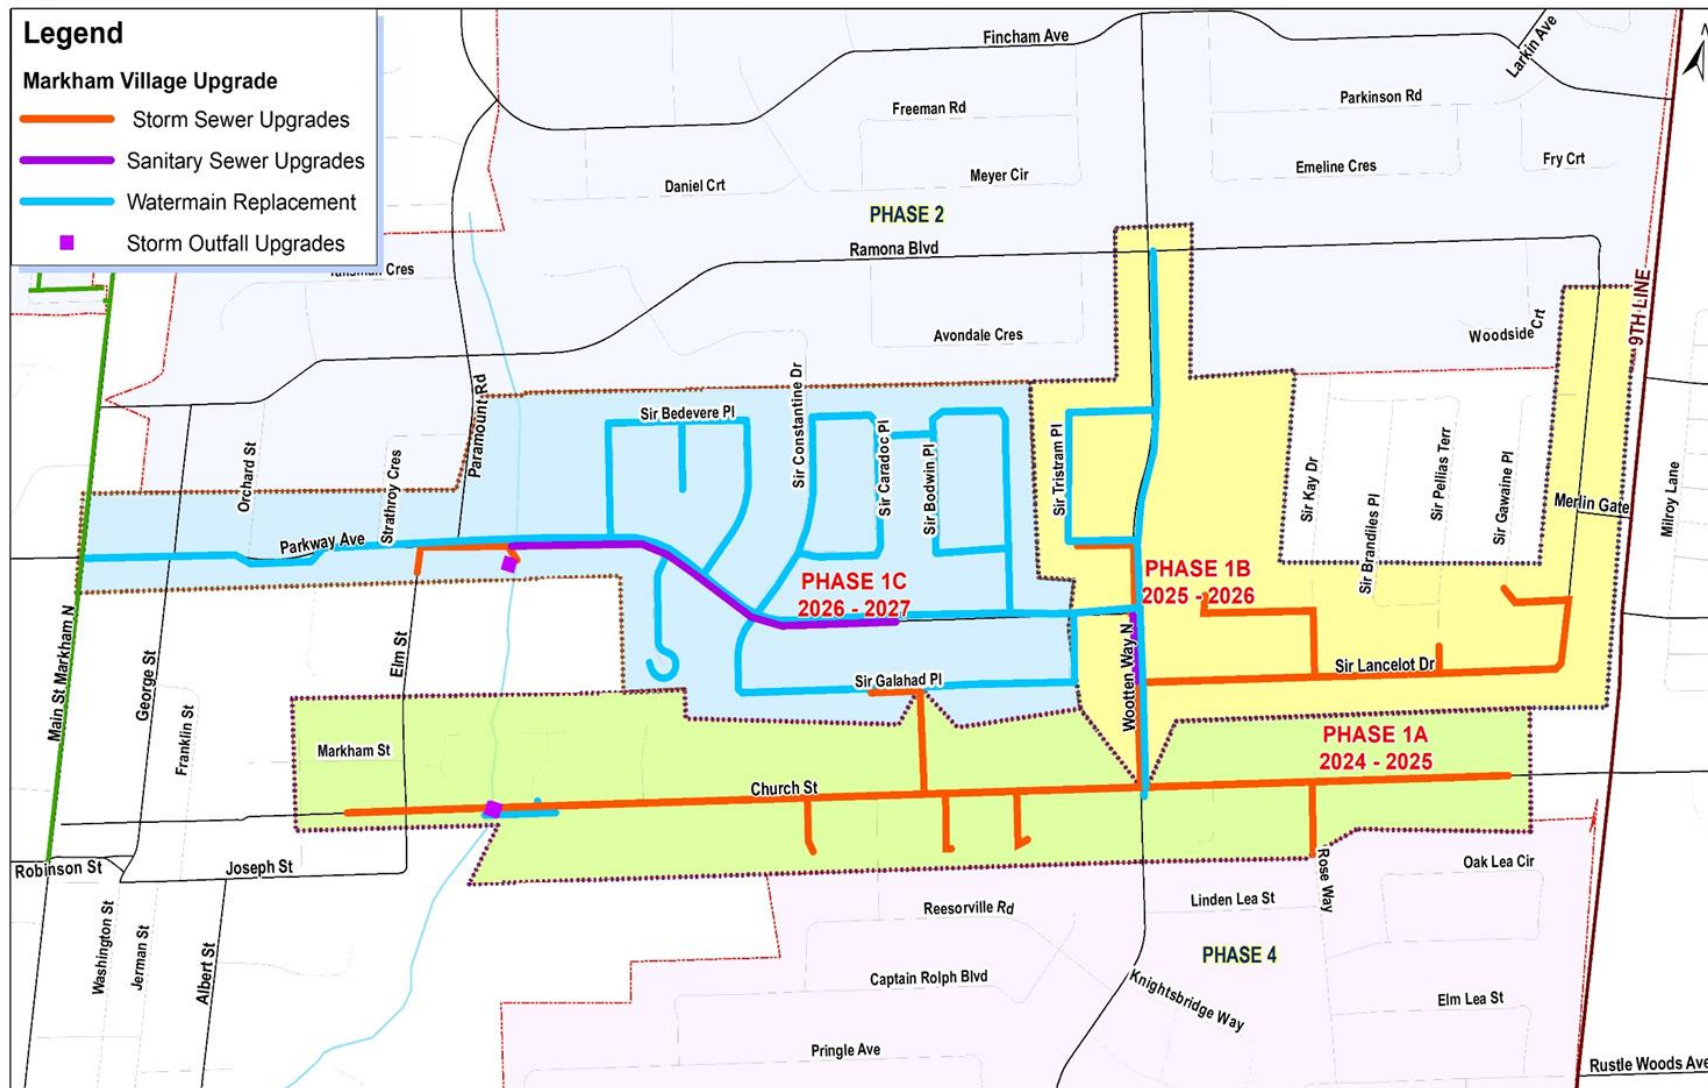 Legend
Markham Village Upgrade
Storm Sewer Upgrades
Sanitary Sewer Upgrades
Watermain Replacement
Storm Outfall Upgrades
N
Fincham Ave
Larkin Ave
Freeman Rd
Parkinson Rd
Daniel Crt
Meyer Cir
Emeline Cres
Fry Crt
PHASE 2
Ramona Blvd
Cres
Avondale Cres
Woodside Crt
9TH LINE
Paramount Rd
Sir Bedevere Pl
Sir Constantine Dr
Sir Caradoc Pl
Sir Bodwin Pl
Sir Tristram Pl
Sir Kay Dr
Sir Brandiles Pl
Sir Pellias Terr
Sir Gawaine Pl
Merlin Gate
Milroy Lane
Orchard St
Strathroy Cres
Parkway Ave
PHASE 1C
2026 - 2027
PHASE 1B
2025 - 2026
Main St Markham N
George St
Elm St
Franklin St
Sir Galahad Pl
Wootten Way N
Sir Lancelot Dr
Markham St
PHASE 1A
2024 - 2025
Church St
Robinson St
Joseph St
Rose Way
Oak Lea Cir
Washington St
Jerman St
Albert St
Reesorville Rd
Linden Lea St
PHASE 4
Captain Rolph Blvd
Knightsbridge Way
Elm Lea St
Pringle Ave
Rustle Woods Ave